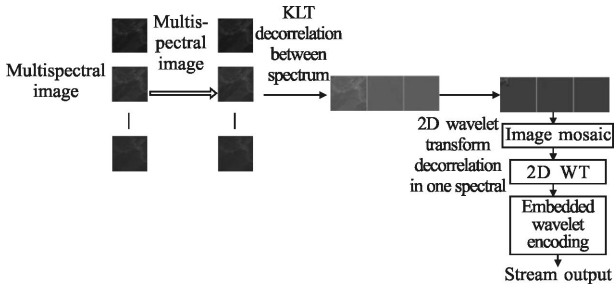 Multispectral
image
Multis-
pectral
image
KLT
decorrelation
between
spectrum
2D wavelet
transform
decorrelation
in one spectral
Image mosaic
2D WT
Embedded
wavelet
encoding
Stream output